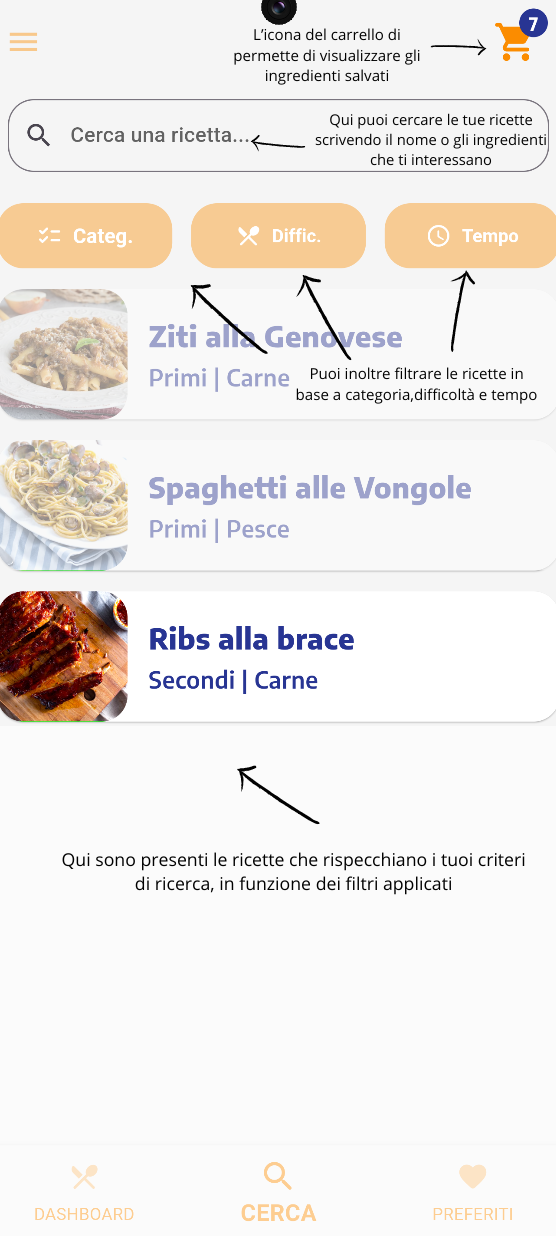 7
L'icona del carrello di
permette di visualizzare gli
ingredienti salvati
Cerca una ricetta...
Qui puoi cercare le tue ricette
scrivendo il nome o gli ingredienti
che ti interessano
Categ.
Diffic.
Tempo
Ziti alla Genovese
Primi | Carne
Puoi inoltre filtrare le ricette in
base a categoria,difficoltà e tempo
Spaghetti alle Vongole
Primi | Pesce
Ribs alla brace
Secondi | Carne
Qui sono presenti le ricette che rispecchiano i tuoi criteri
di ricerca, in funzione dei filtri applicati
DASHBOARD
CERCA
PREFERITI